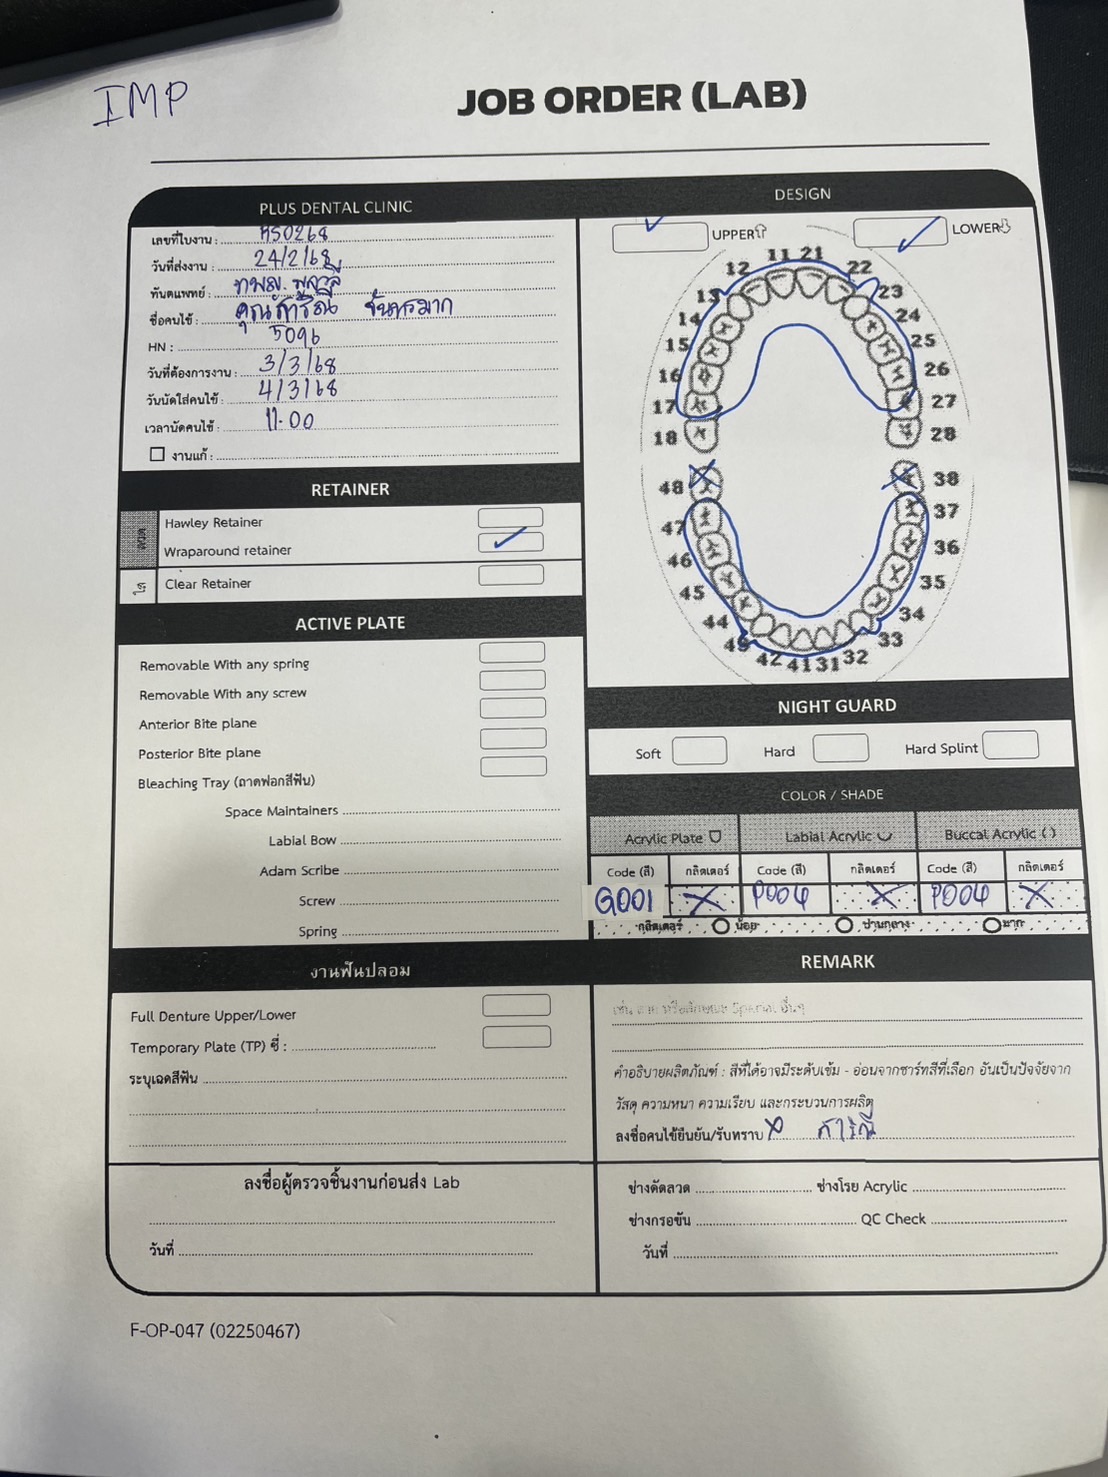 IMP
JOB ORDER (LAB)
PLUS DENTAL CLINIC
เลขที่ใบงาน : RS0268
วันที่ส่งงาน : 24/2/68
ทันตแพทย์ : ทพญ.
ชื่อคนไข้ : คุณสาริณี
HN : 5096
วันที่ต้องการงาน : 3/3/68
วันนัดใส่คนไข้ : 4/3/68
เวลานัดคนไข้ : 11.00
งานแก้ :
DESIGN
UPPER
LOWER
11 21
12 22
13 23
14 24
15 25
16 26
17 27
18 28
48 38
47 37
46 36
45 35
44 34
43 33
42 41 31 32
RETAINER
ลวด
Hawley Retainer
Wraparound retainer
ใส
Clear Retainer
ACTIVE PLATE
Removable With any spring
Removable With any screw
Anterior Bite plane
Posterior Bite plane
Bleaching Tray (ถาดฟอกสีฟัน)
Space Maintainers
Labial Bow
Adam Scribe
Screw
Spring
NIGHT GUARD
Soft Hard Hard Splint
COLOR / SHADE
Acrylic Plate Labial Acrylic Buccal Acrylic ( )
Code (สี) กลิตเตอร์ Code (สี) กลิตเตอร์ Code (สี) กลิตเตอร์
G001 X P004 X P004 X
กลิตเตอร์ น้อย ปานกลาง มาก
งานฟันปลอม
Full Denture Upper/Lower
Temporary Plate (TP) ซี่ :
ระบุเฉดสีฟัน
REMARK
เช่น ลาย หรือลักษณะ Special อื่นๆ
คำอธิบายผลิตภัณฑ์ : สีที่ได้อาจมีระดับเข้ม - อ่อนจากชาร์ทสีที่เลือก อันเป็นปัจจัยจาก
วัสดุ ความหนา ความเรียบ และกระบวนการผลิต
ลงชื่อคนไข้ยืนยัน/รับทราบ x สาริณี
ลงชื่อผู้ตรวจชิ้นงานก่อนส่ง Lab
วันที่
ช่างดัดลวด ช่างโรย Acrylic
ช่างกรอขัน QC Check
วันที่
F-OP-047 (02250467)